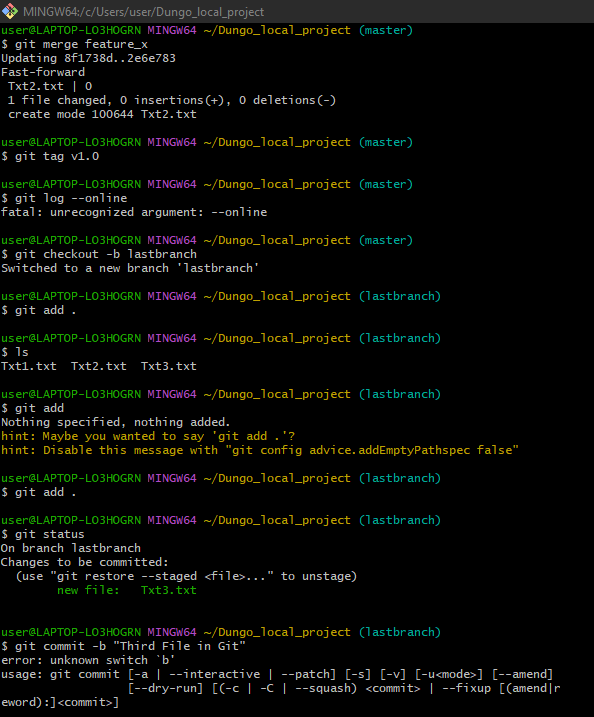 MINGW64:/c/Users/user/Dungo_local_project
user@LAPTOP-LO3HOGRN MINGW64 ~/Dungo_local_project (master)
$ git merge feature_x
Updating 8f1738d..2e6e783
Fast-forward
 Txt2.txt | 0
 1 file changed, 0 insertions(+), 0 deletions(-)
 create mode 100644 Txt2.txt
user@LAPTOP-LO3HOGRN MINGW64 ~/Dungo_local_project (master)
$ git tag v1.0
user@LAPTOP-LO3HOGRN MINGW64 ~/Dungo_local_project (master)
$ git log --online
fatal: unrecognized argument: --online
user@LAPTOP-LO3HOGRN MINGW64 ~/Dungo_local_project (master)
$ git checkout -b lastbranch
Switched to a new branch 'lastbranch'
user@LAPTOP-LO3HOGRN MINGW64 ~/Dungo_local_project (lastbranch)
$ git add .
user@LAPTOP-LO3HOGRN MINGW64 ~/Dungo_local_project (lastbranch)
$ ls
Txt1.txt  Txt2.txt  Txt3.txt
user@LAPTOP-LO3HOGRN MINGW64 ~/Dungo_local_project (lastbranch)
$ git add
Nothing specified, nothing added.
hint: Maybe you wanted to say 'git add .'?
hint: Disable this message with "git config advice.addEmptyPathspec false"
user@LAPTOP-LO3HOGRN MINGW64 ~/Dungo_local_project (lastbranch)
$ git add .
user@LAPTOP-LO3HOGRN MINGW64 ~/Dungo_local_project (lastbranch)
$ git status
On branch lastbranch
Changes to be committed:
  (use "git restore --staged <file>..." to unstage)
        new file:   Txt3.txt
user@LAPTOP-LO3HOGRN MINGW64 ~/Dungo_local_project (lastbranch)
$ git commit -b "Third File in Git"
error: unknown switch `b'
usage: git commit [-a | --interactive | --patch] [-s] [-v] [-u<mode>] [--amend]
                  [--dry-run] [(-c | -C | --squash) <commit> | --fixup [(amend|r
eword):]<commit>]